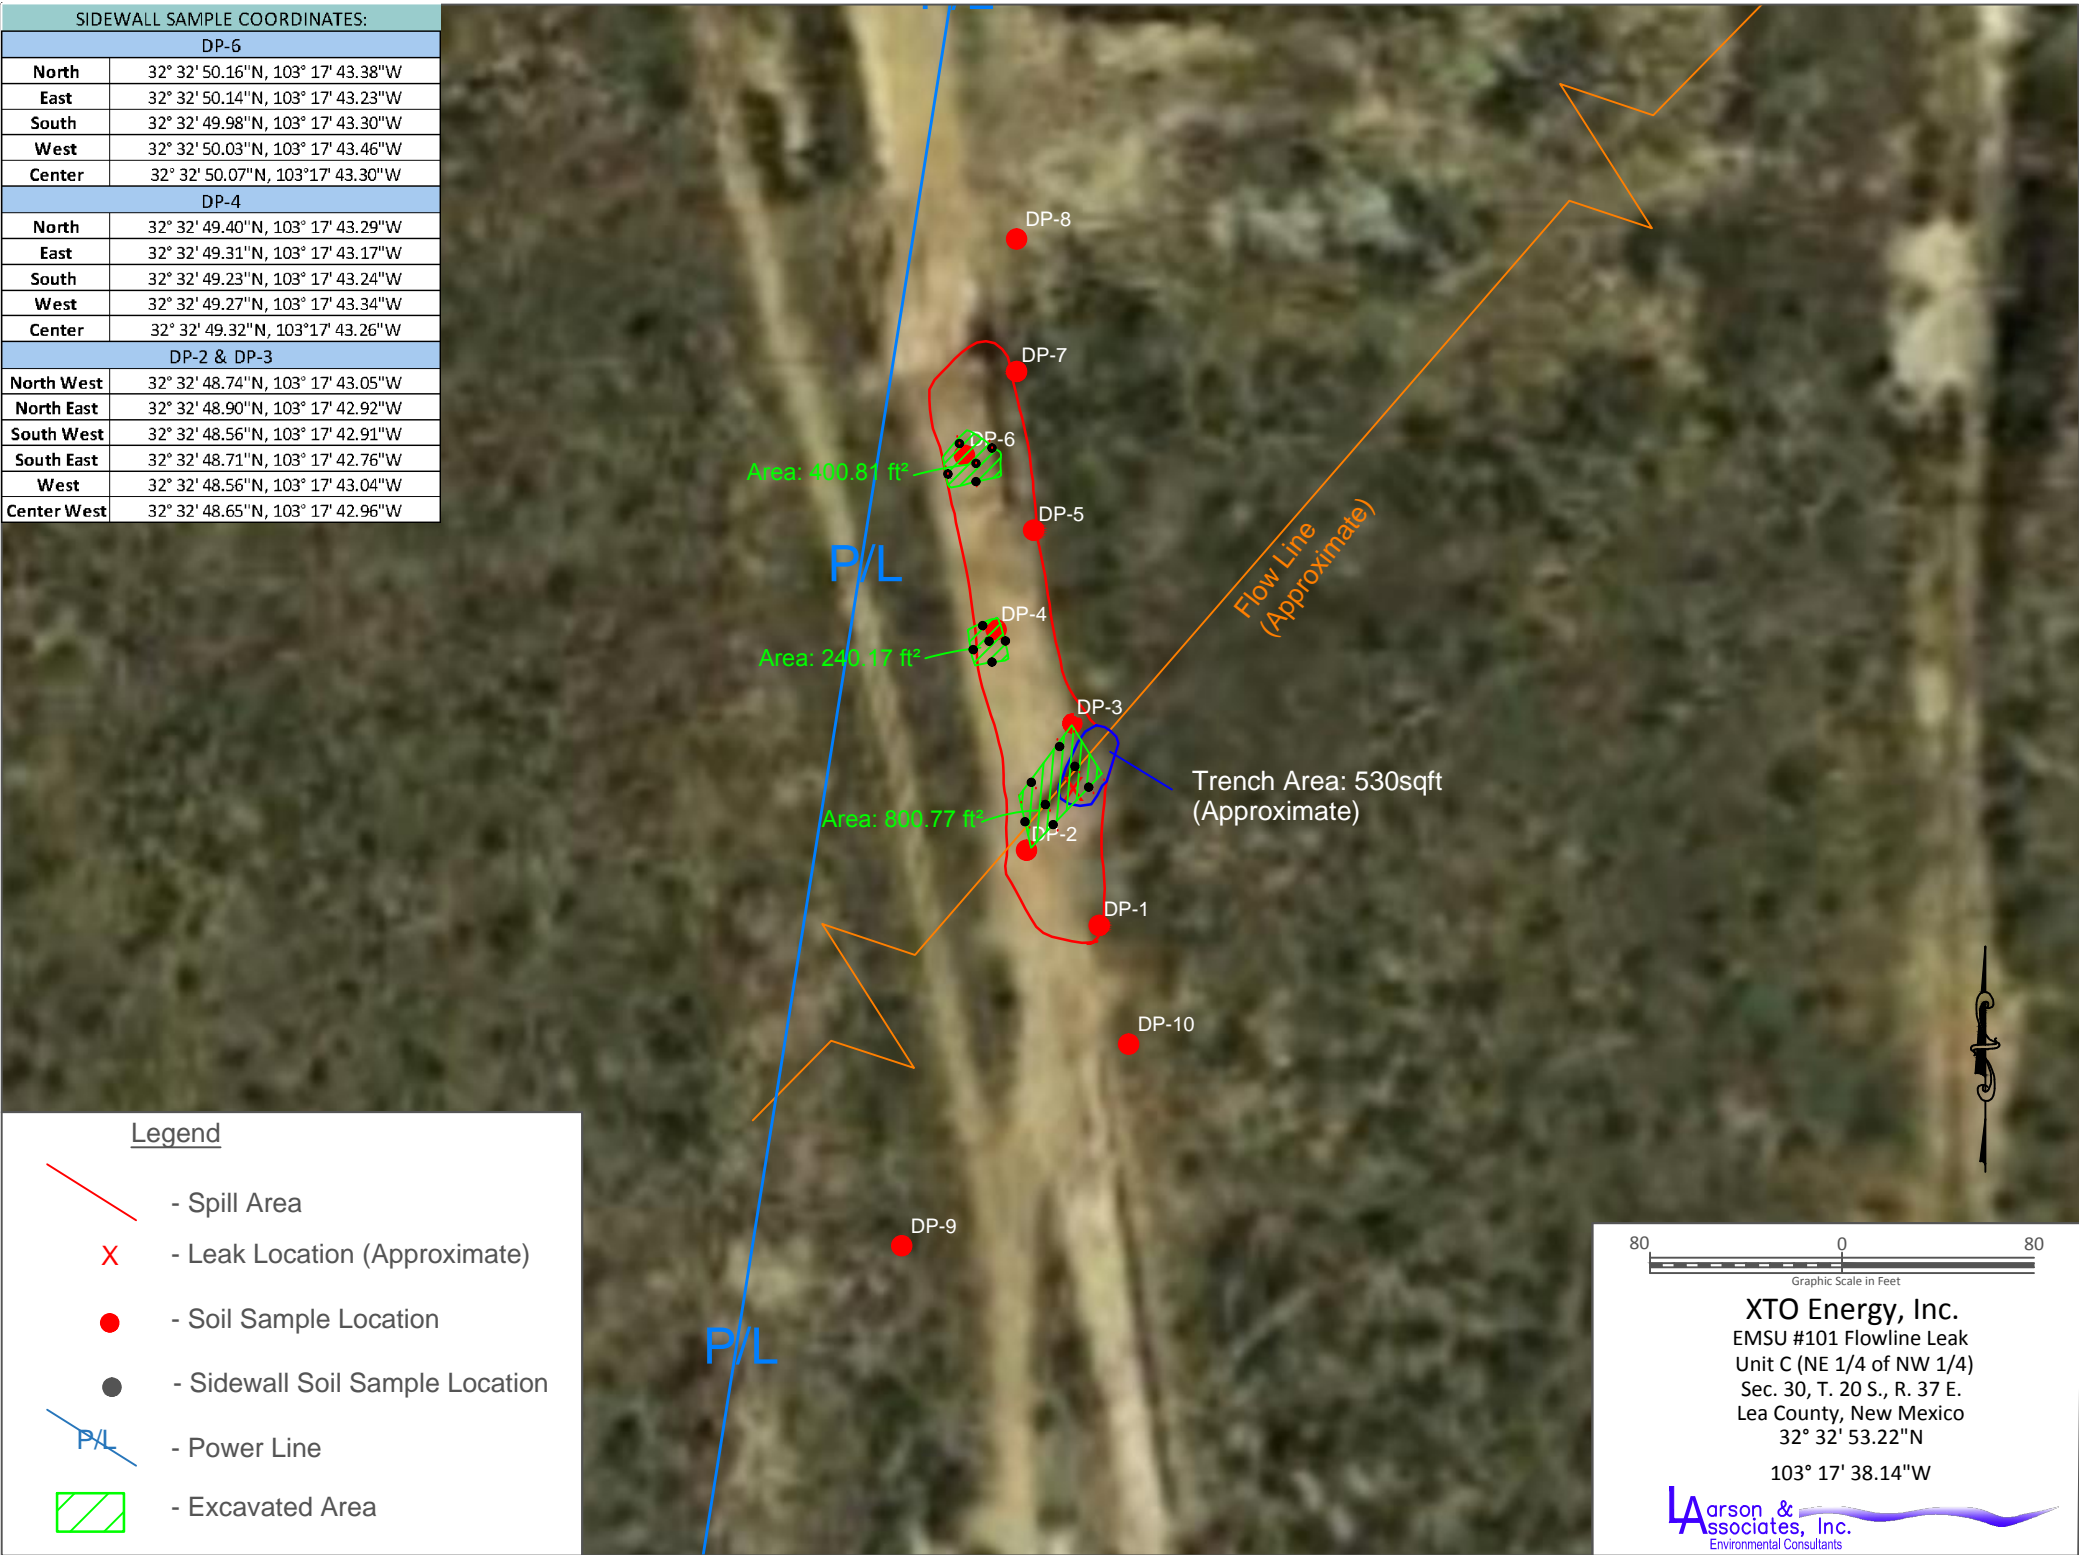 SIDEWALL SAMPLE COORDINATES:
DP-6
North 32° 32' 50.16"N, 103° 17' 43.38"W
East 32° 32' 50.14"N, 103° 17' 43.23"W
South 32° 32' 49.98"N, 103° 17' 43.30"W
West 32° 32' 50.03"N, 103° 17' 43.46"W
Center 32° 32' 50.07"N, 103°17' 43.30"W
DP-4
North 32° 32' 49.40"N, 103° 17' 43.29"W
East 32° 32' 49.31"N, 103° 17' 43.17"W
South 32° 32' 49.23"N, 103° 17' 43.24"W
West 32° 32' 49.27"N, 103° 17' 43.34"W
Center 32° 32' 49.32"N, 103°17' 43.26"W
DP-2 & DP-3
North West 32° 32' 48.74"N, 103° 17' 43.05"W
North East 32° 32' 48.90"N, 103° 17' 42.92"W
South West 32° 32' 48.56"N, 103° 17' 42.91"W
South East 32° 32' 48.71"N, 103° 17' 42.76"W
West 32° 32' 48.56"N, 103° 17' 43.04"W
Center West 32° 32' 48.65"N, 103° 17' 42.96"W
P/L
DP-8
DP-7
DP-6
Area: 400.81 ft²
DP-5
P/L
Flow Line
(Approximate)
DP-4
Area: 240.17 ft²
DP-3
Trench Area: 530sqft
(Approximate)
Area: 800.77 ft²
DP-2
DP-1
DP-10
DP-9
P/L
Legend
- Spill Area
X - Leak Location (Approximate)
- Soil Sample Location
- Sidewall Soil Sample Location
P/L - Power Line
- Excavated Area
80 0 80
Graphic Scale in Feet
XTO Energy, Inc.
EMSU #101 Flowline Leak
Unit C (NE 1/4 of NW 1/4)
Sec. 30, T. 20 S., R. 37 E.
Lea County, New Mexico
32° 32' 53.22"N
103° 17' 38.14"W
Larson &
Associates, Inc.
Environmental Consultants